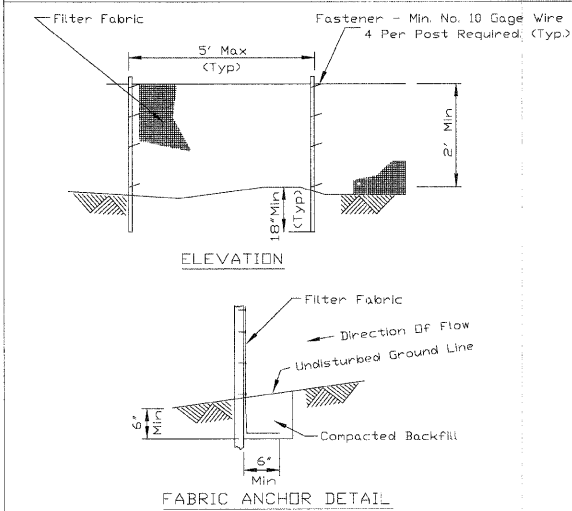 Filter Fabric
Fastener - Min. No. 10 Gage Wire
4 Per Post Required. (Typ.)
5' Max
(Typ)
2' Min
18" Min
(Typ)
ELEVATION
Filter Fabric
Direction Of Flow
Undisturbed Ground Line
6"
Min
Compacted Backfill
6"
Min
FABRIC ANCHOR DETAIL